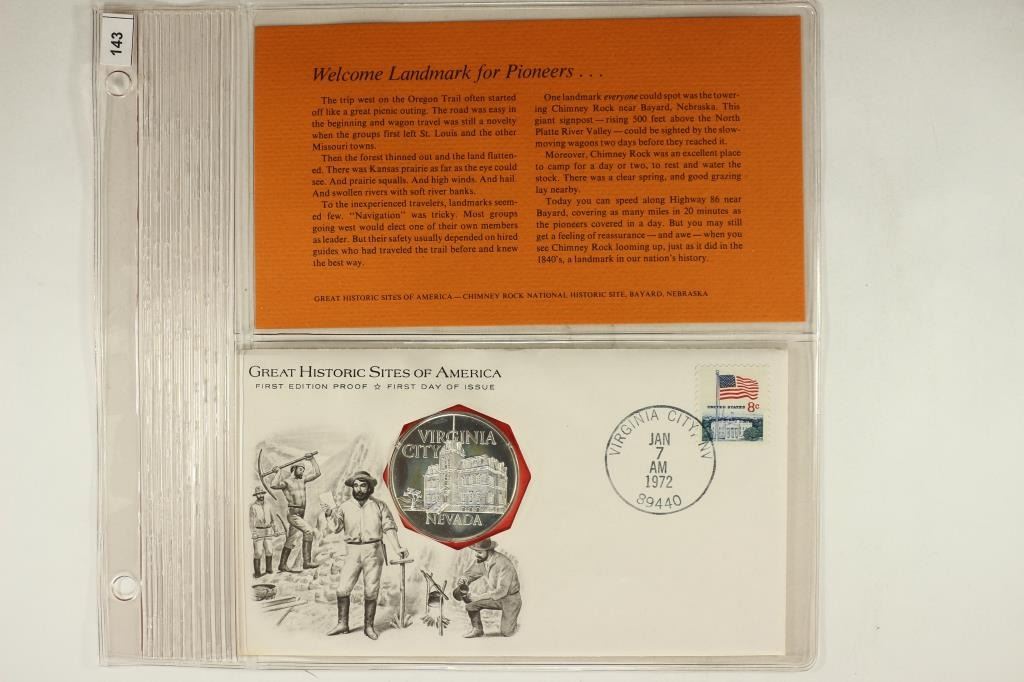 143
Welcome Landmark for Pioneers . . .
The trip west on the Oregon Trail often started
off like a great picnic outing. The road was easy in
the beginning and wagon travel was still a novelty
when the groups first left St. Louis and the other
Missouri towns.
Then the forest thinned out and the land flatten-
ed. There was Kansas prairie as far as the eye could
see. And prairie squalls. And high winds. And hail.
And swollen rivers with soft river banks.
To the inexperienced travelers, landmarks seem-
ed few. "Navigation" was tricky. Most groups
going west would elect one of their own members
as leader. But their safety usually depended on hired
guides who had traveled the trail before and knew
the best way.
One landmark everyone could spot was the tower-
ing Chimney Rock near Bayard, Nebraska. This
giant signpost — rising 500 feet above the North
Platte River Valley — could be sighted by the slow-
moving wagons two days before they reached it.
Moreover, Chimney Rock was an excellent place
to camp for a day or two, to rest and water the
stock. There was a clear spring, and good grazing
lay nearby.
Today you can speed along Highway 86 near
Bayard, covering as many miles in 20 minutes as
the pioneers covered in a day. But you may still
get a feeling of reassurance — and awe — when you
see Chimney Rock looming up, just as it did in the
1840's, a landmark in our nation's history.
GREAT HISTORIC SITES OF AMERICA — CHIMNEY ROCK NATIONAL HISTORIC SITE, BAYARD, NEBRASKA
GREAT HISTORIC SITES OF AMERICA
FIRST EDITION PROOF ☆ FIRST DAY OF ISSUE
VIRGINIA
CITY
NEVADA
VIRGINIA CITY, NV
JAN
7
AM
1972
89440
UNITED STATES 8c